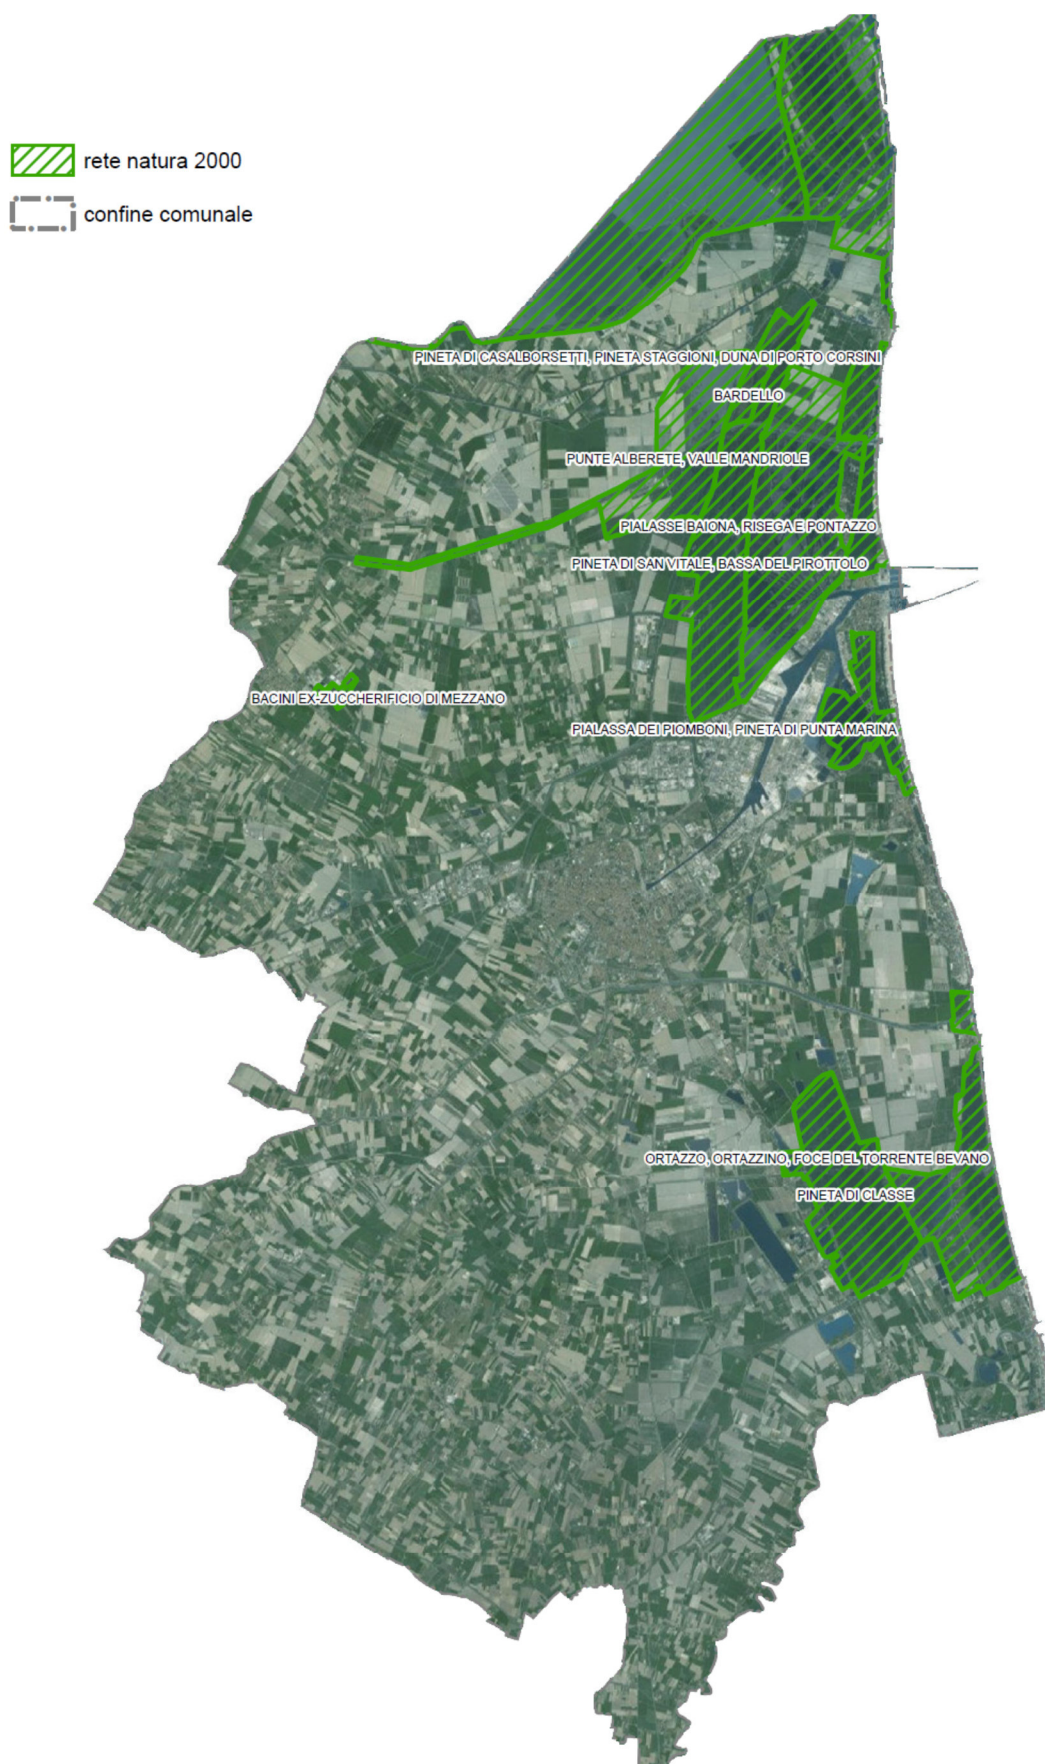 rete natura 2000
confine comunale
PINETA DI CASALBORSETTI, PINETA STAGGIONI, DUNA DI PORTO CORSINI
BARDELLO
PUNTE ALBERETE, VALLE MANDRIOLE
PIALASSE BAIONA, RISEGA E PONTAZZO
PINETA DI SAN VITALE, BASSA DEL PIROTTOLO
BACINI EX-ZUCCHERIFICIO DI MEZZANO
PIALASSA DEI PIOMBONI, PINETA DI PUNTA MARINA
ORTAZZO, ORTAZZINO, FOCE DEL TORRENTE BEVANO
PINETA DI CLASSE